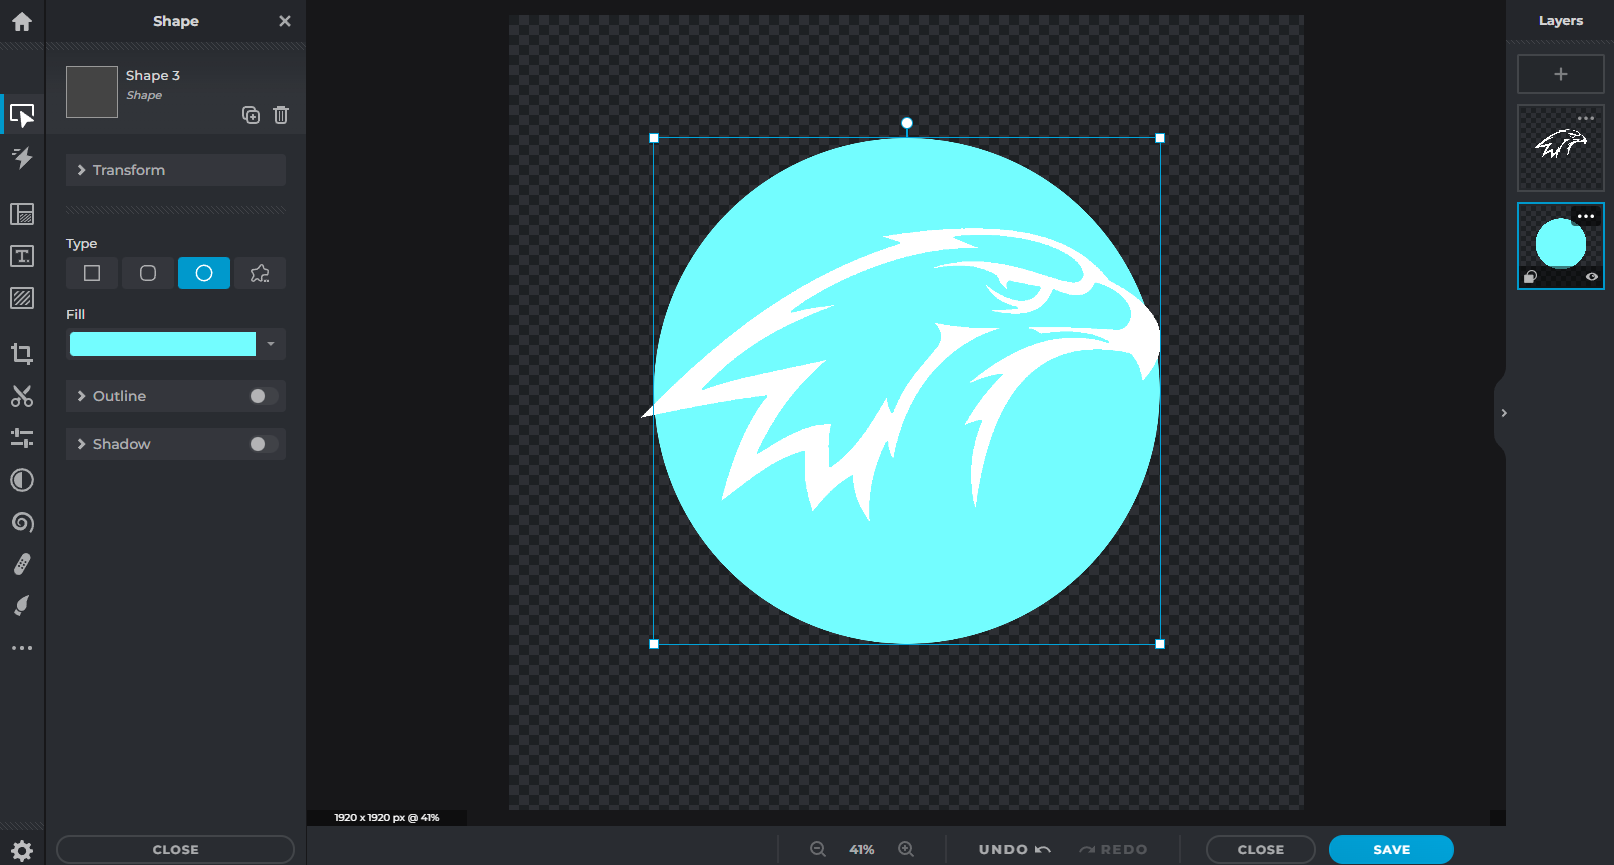 Shape
Shape 3
Shape
Transform
Type
Fill
Outline
Shadow
CLOSE
1920 x 1920 px @ 41%
41%
UNDO
REDO
CLOSE
SAVE
Layers